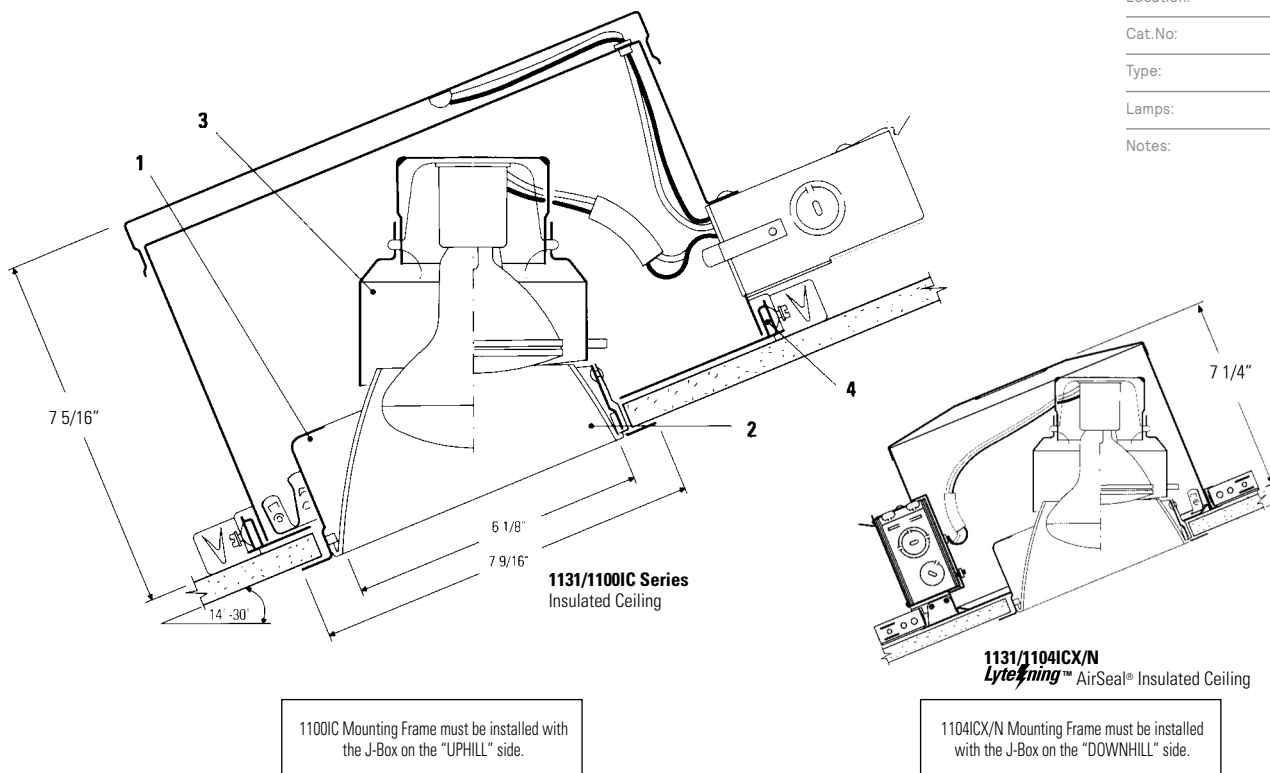 Cat.No:
Type:
Lamps:
Notes:
3
1
7 5/16”
4
2
7 1/4”
6 1/8”
7 9/16”
14° -30°
1131/1100IC Series
Insulated Ceiling
1131/1104ICX/N
Lytening™ AirSeal® Insulated Ceiling
1100IC Mounting Frame must be installed with
the J-Box on the “UPHILL” side.
1104ICX/N Mounting Frame must be installed
with the J-Box on the “DOWNHILL” side.